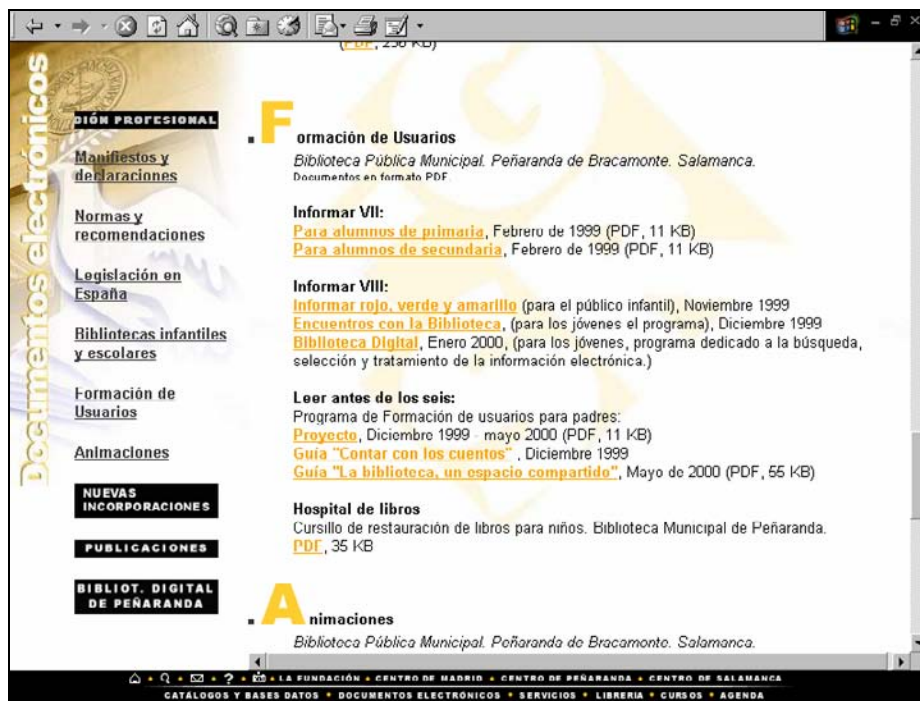 Documentos electrónicos
DIÓN PROFESIONAL
Manifiestos y
declaraciones
Normas y
recomendaciones
Legislación en
España
Bibliotecas infantiles
y escolares
Formación de
Usuarios
Animaciones
NUEVAS
INCORPORACIONES
PUBLICACIONES
BIBLIOT. DIGITAL
DE PEÑARANDA
(PDF, 256 KB)
Formación de Usuarios
Biblioteca Pública Municipal. Peñaranda de Bracamonte. Salamanca.
Documentos en formato PDF.
Informar VII:
Para alumnos de primaria, Febrero de 1999 (PDF, 11 KB)
Para alumnos de secundaria, Febrero de 1999 (PDF, 11 KB)
Informar VIII:
Informar rojo, verde y amarillo (para el público infantil), Noviembre 1999
Encuentros con la Biblioteca, (para los jóvenes el programa), Diciembre 1999
Biblioteca Digital, Enero 2000, (para los jóvenes, programa dedicado a la búsqueda,
selección y tratamiento de la información electrónica.)
Leer antes de los seis:
Programa de Formación de usuarios para padres:
Proyecto, Diciembre 1999 - mayo 2000 (PDF, 11 KB)
Guía "Contar con los cuentos" , Diciembre 1999
Guía "La biblioteca, un espacio compartido", Mayo de 2000 (PDF, 55 KB)
Hospital de libros
Cursillo de restauración de libros para niños. Biblioteca Municipal de Peñaranda.
PDF, 35 KB
Animaciones
Biblioteca Pública Municipal. Peñaranda de Bracamonte. Salamanca.
? • LA FUNDACIÓN • CENTRO DE MADRID • CENTRO DE PEÑARANDA • CENTRO DE SALAMANCA
CATÁLOGOS Y BASES DATOS • DOCUMENTOS ELECTRÓNICOS • SERVICIOS • LIBRERIA • CURSOS • AGENDA